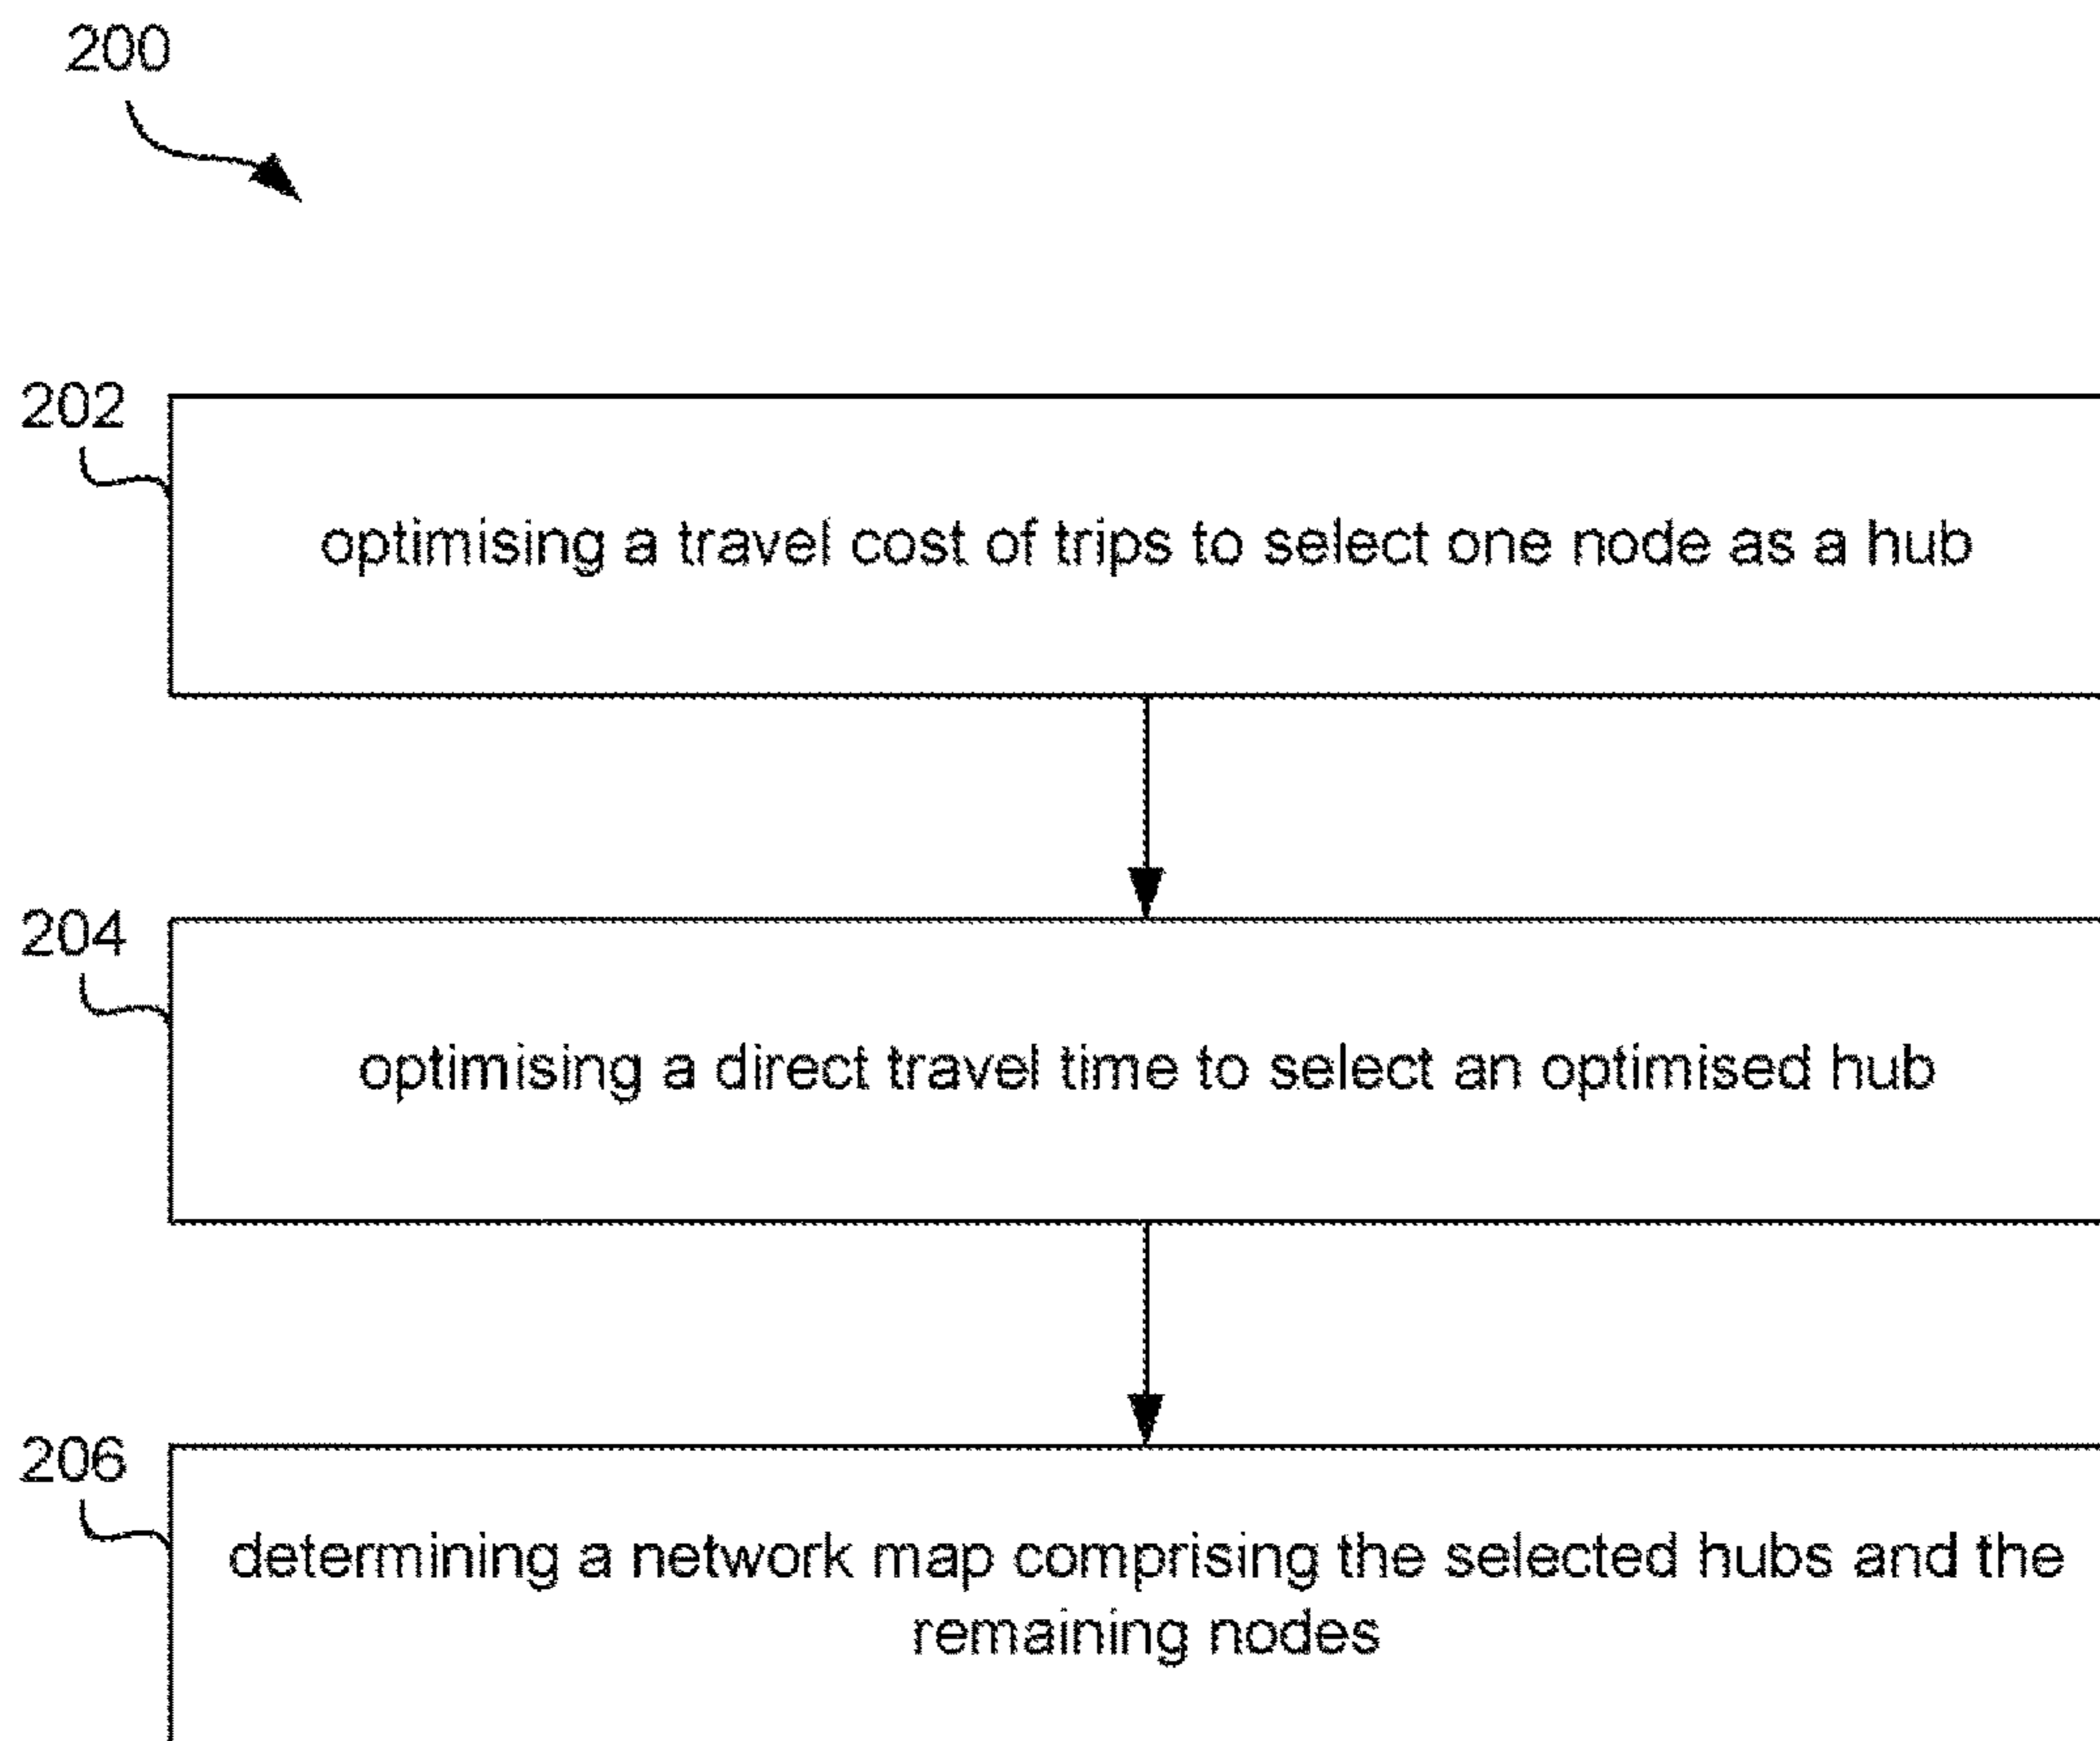 200
202
optimising a travel cost of trips to select one node as a hub
204
optimising a direct travel time to select an optimised hub
206
determining a network map comprising the selected hubs and the
remaining nodes